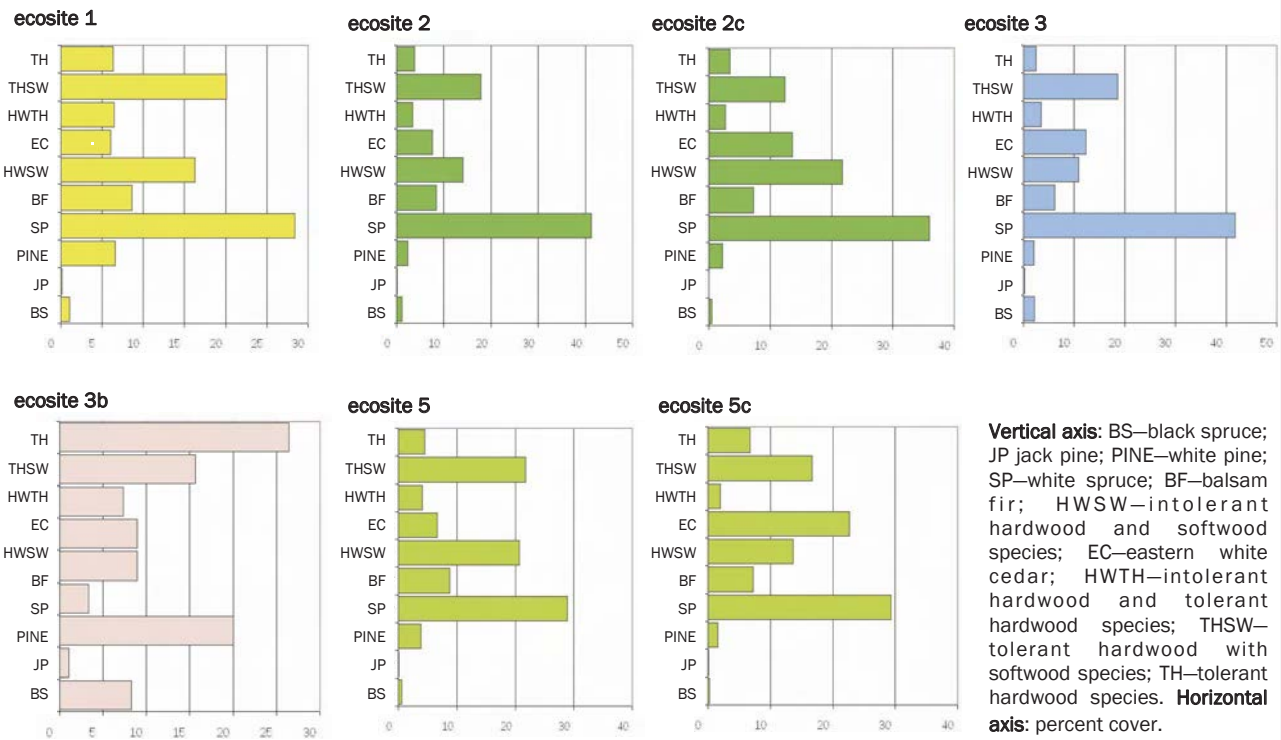 ecosite 1
TH
THSW
HWTH
EC
HWSW
BF
SP
PINE
JP
BS
0 5 10 15 20 25 30
ecosite 2
TH
THSW
HWTH
EC
HWSW
BF
SP
PINE
JP
BS
0 10 20 30 40 50
ecosite 2c
TH
THSW
HWTH
EC
HWSW
BF
SP
PINE
JP
BS
0 10 20 30 40
ecosite 3
TH
THSW
HWTH
EC
HWSW
BF
SP
PINE
JP
BS
0 10 20 30 40 50
ecosite 3b
TH
THSW
HWTH
EC
HWSW
BF
SP
PINE
JP
BS
0 5 10 15 20 25 30
ecosite 5
TH
THSW
HWTH
EC
HWSW
BF
SP
PINE
JP
BS
0 10 20 30 40
ecosite 5c
TH
THSW
HWTH
EC
HWSW
BF
SP
PINE
JP
BS
0 10 20 30 40
Vertical axis: BS—black spruce;
JP jack pine; PINE—white pine;
SP—white spruce; BF—balsam
fir; HWSW—intolerant
hardwood and softwood
species; EC—eastern white
cedar; HWTH—intolerant
hardwood and tolerant
hardwood species; THSW—
tolerant hardwood with
softwood species; TH—tolerant
hardwood species. Horizontal
axis: percent cover.